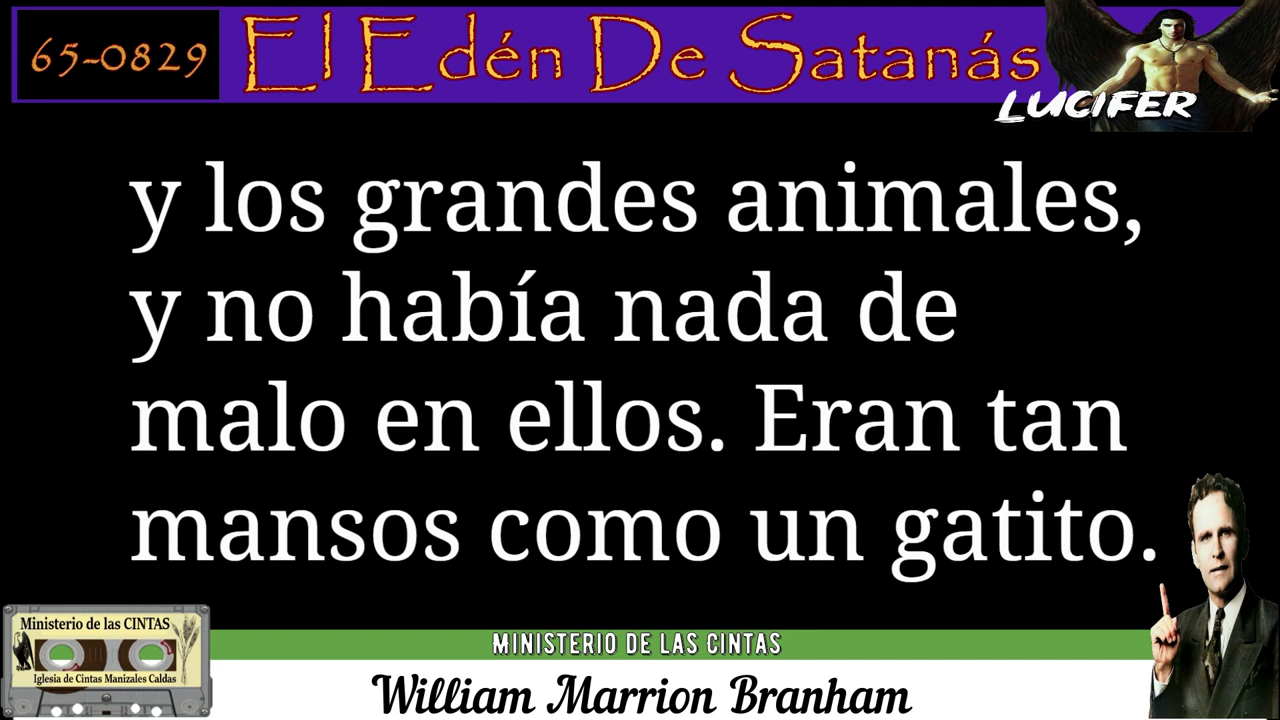 65-0829
El Edén De Satanás
LUCIFER
y los grandes animales,
y no había nada de
malo en ellos. Eran tan
mansos como un gatito.
Ministerio de las CINTAS
Iglesia de Cintas Manizales Caldas
MINISTERIO DE LAS CINTAS
William Marrion Branham